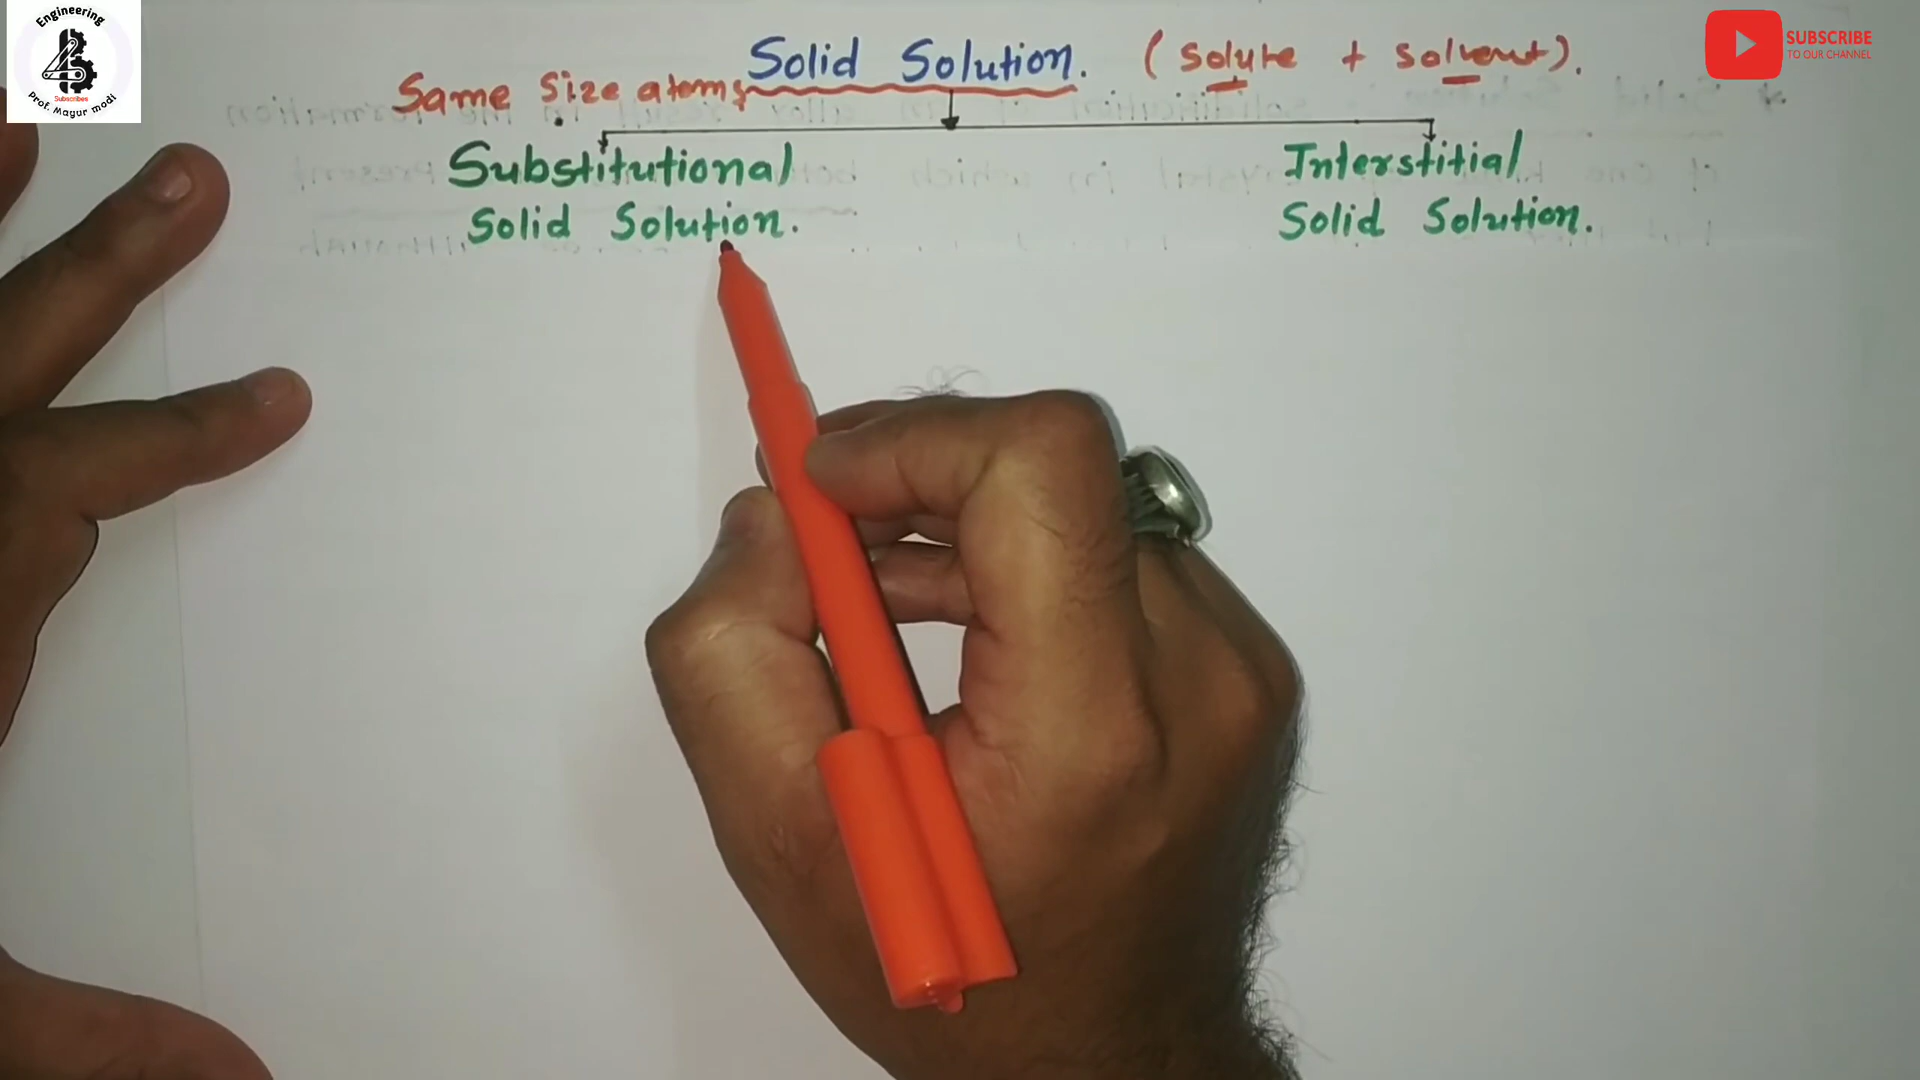 Engineering
Subscribes
Prof. Mayur modi
SUBSCRIBE
TO OUR CHANNEL
Solid Solution. (Solute + Solvent).
Same Size atoms
Substitutional
Solid Solution.
Interstitial
Solid Solution.